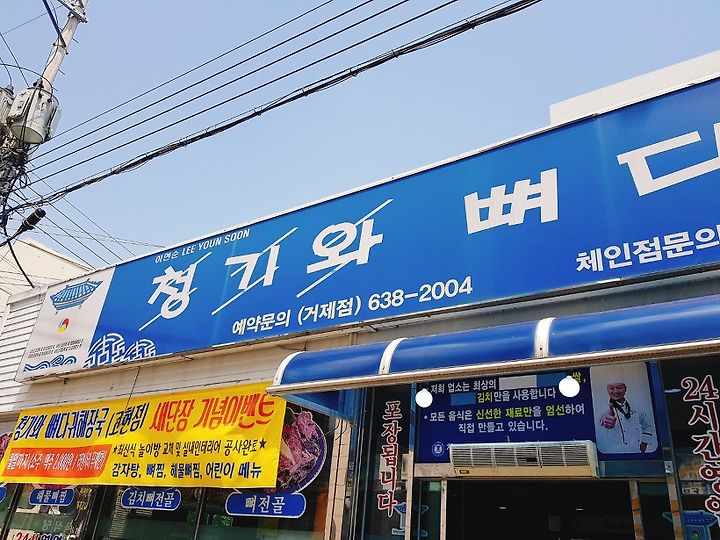 이연순 LEE YOUN SOON
청기와 뼈다
예약문의 (거제점) 638-2004
체인점문의
청기와 뼈다귀해장국 (고현점) 새단장 기념이벤트
★최신식 놀이방 교체 및 실내인테리어 공사완료★
감자탕, 뼈찜, 해물뼈찜, 어린이 메뉴
해물뼈찜
김치뼈전골
뼈전골
포장됩니다
• 저희 업소는 최상의
김치만을 사용합니다
• 모든 음식은 신선한 재료만을 엄선하여
직접 만들고 있습니다.
24시간영